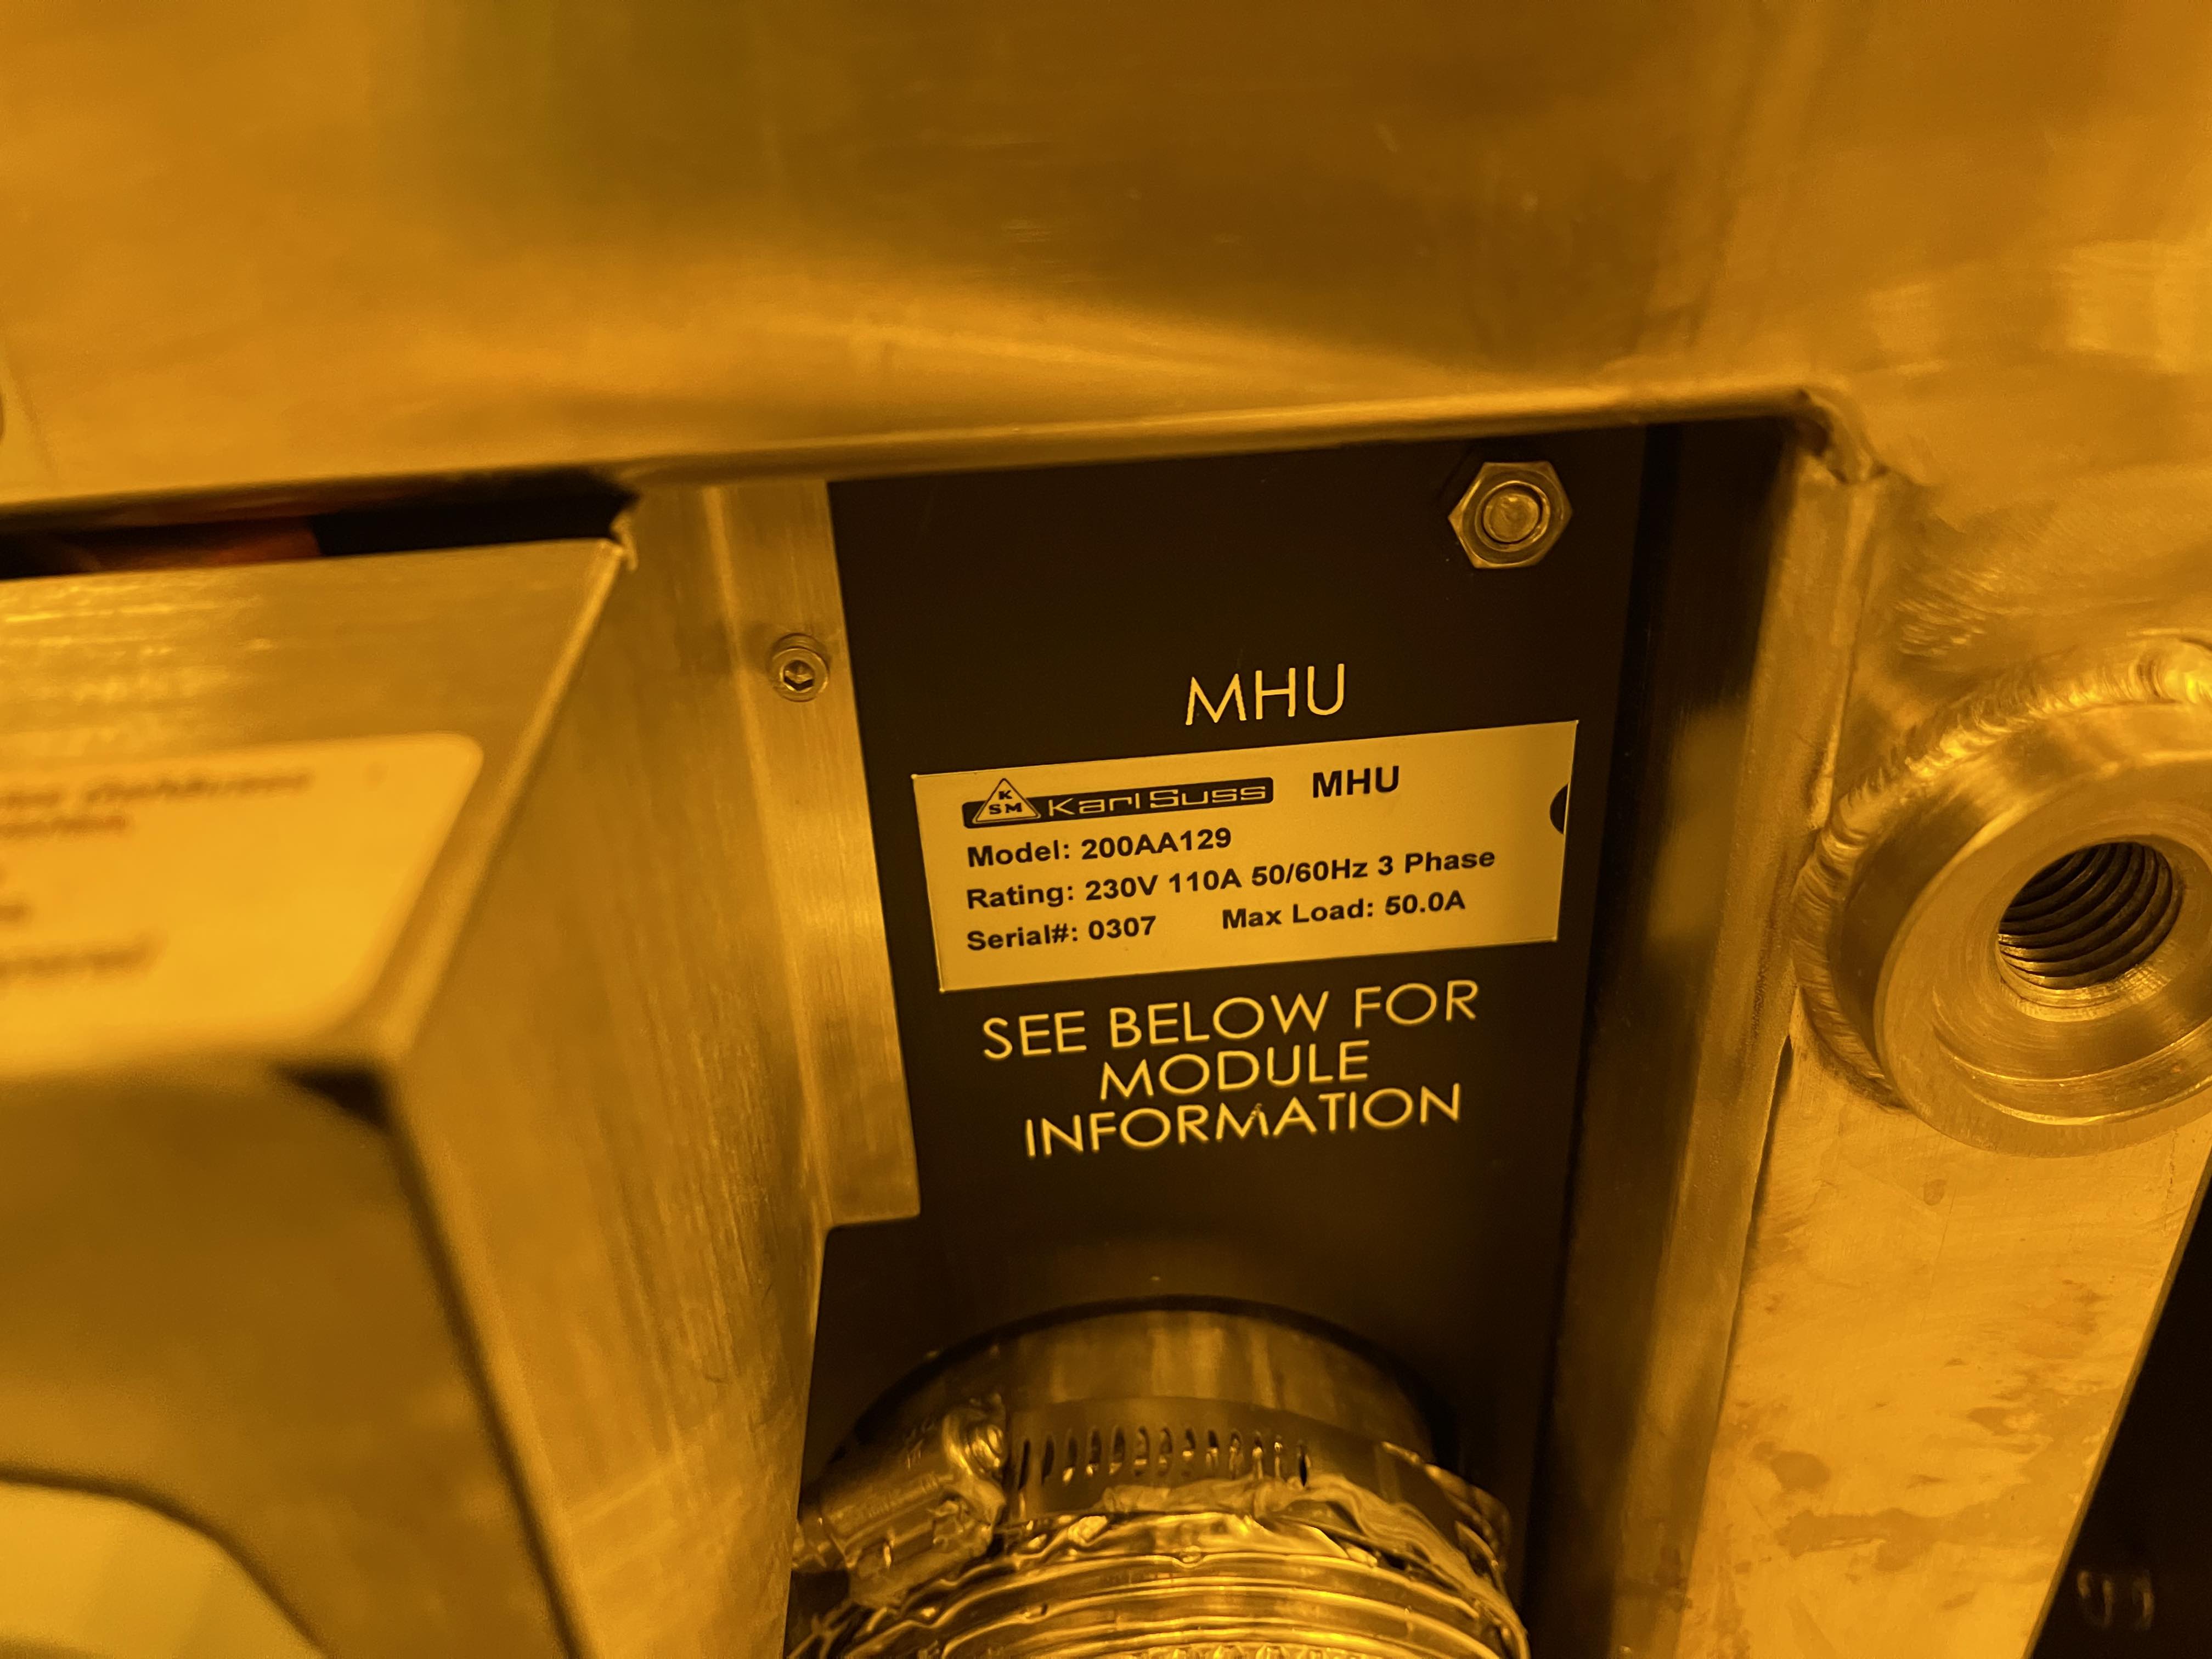 MHU
K
SM
Karl Suss MHU
Model: 200AA129
Rating: 230V 110A 50/60Hz 3 Phase
Serial#: 0307 Max Load: 50.0A
SEE BELOW FOR
MODULE
INFORMATION